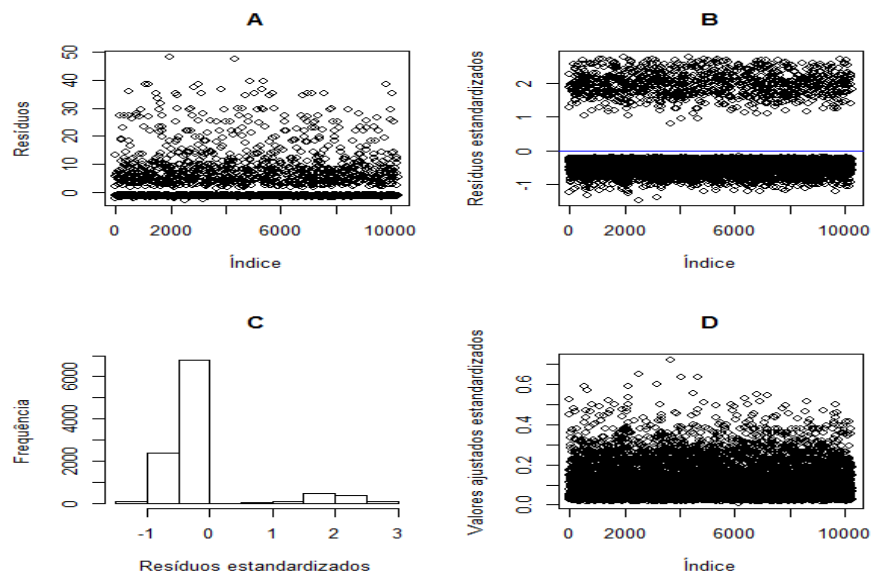 A
Resíduos
50
40
30
20
10
0
0 2000 6000 10000
Índice
B
Resíduos estandardizados
2
1
0
-1
0 2000 6000 10000
Índice
C
Frequência
6000
4000
2000
0
-1 0 1 2 3
Resíduos estandardizados
D
Valores ajustados estandardizados
0.6
0.4
0.2
0.0
0 2000 6000 10000
Índice